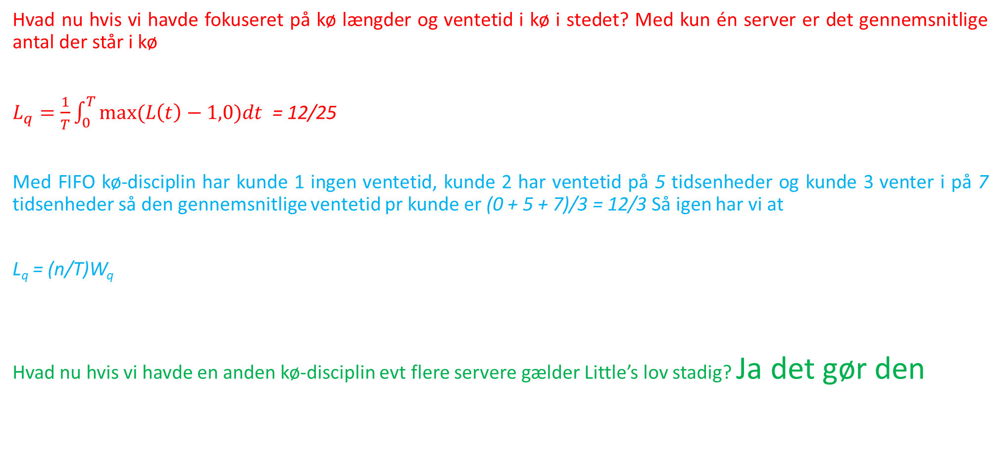 Hvad nu hvis vi havde fokuseret på kø længder og ventetid i kø i stedet? Med kun én server er det gennemsnitlige
antal der står i kø
L_q = \frac{1}{T} \int_0^T max(L(t) − 1,0)dt = 12/25
Med FIFO kø-disciplin har kunde 1 ingen ventetid, kunde 2 har ventetid på 5 tidsenheder og kunde 3 venter i på 7
tidsenheder så den gennemsnitlige ventetid pr kunde er (0 + 5 + 7)/3 = 12/3 Så igen har vi at
L_q = (n/T)W_q
Hvad nu hvis vi havde en anden kø-disciplin evt flere servere gælder Little’s lov stadig? Ja det gør den